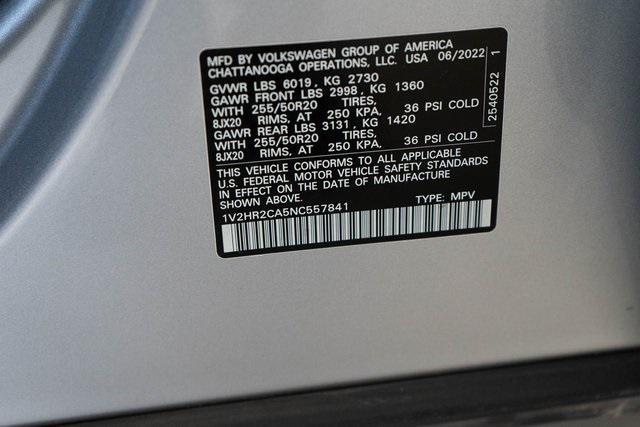 MFD BY VOLKSWAGEN GROUP OF AMERICA
CHATTANOOGA OPERATIONS, LLC. USA 06/2022
GVWR LBS 6019, KG 2730
GAWR FRONT LBS 2998, KG 1360
WITH 255/50R20 TIRES,
8JX20 RIMS, AT 250 KPA, 36 PSI COLD
GAWR REAR LBS 3131, KG 1420
WITH 255/50R20 TIRES,
8JX20 RIMS, AT 250 KPA, 36 PSI COLD
THIS VEHICLE CONFORMS TO ALL APPLICABLE
U.S. FEDERAL MOTOR VEHICLE SAFETY STANDARDS
IN EFFECT ON THE DATE OF MANUFACTURE
SHOWN ABOVE.
1V2HR2CA5NC557841 TYPE: MPV
2540522 1